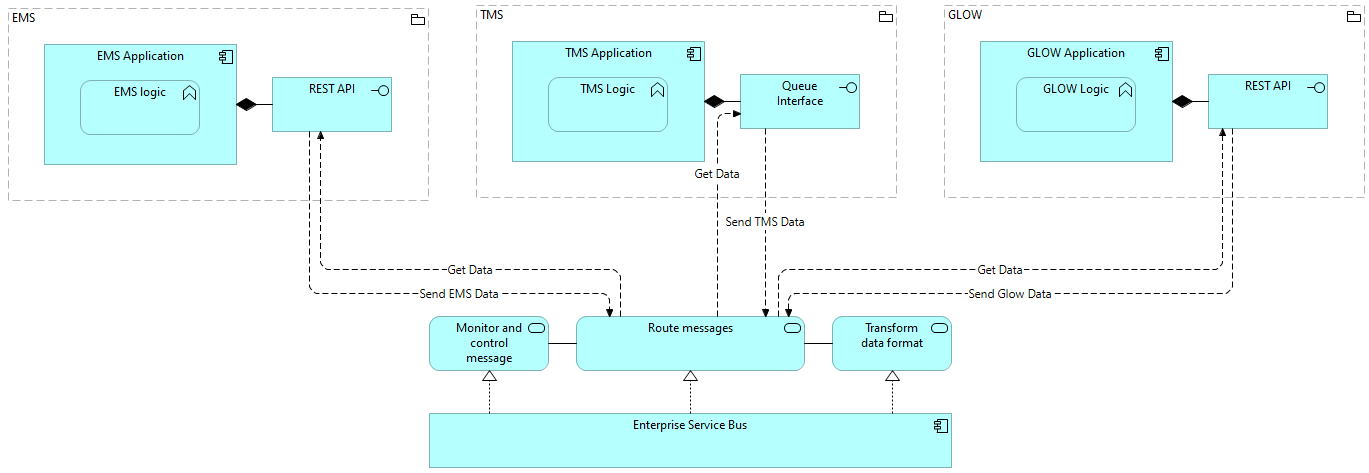 EMS
TMS
GLOW
EMS Application
EMS logic
REST API
TMS Application
TMS Logic
Queue
Interface
GLOW Application
GLOW Logic
REST API
Get Data
Send TMS Data
Get Data
Get Data
Send EMS Data
Send Glow Data
Monitor and
control
message
Route messages
Transform
data format
Enterprise Service Bus